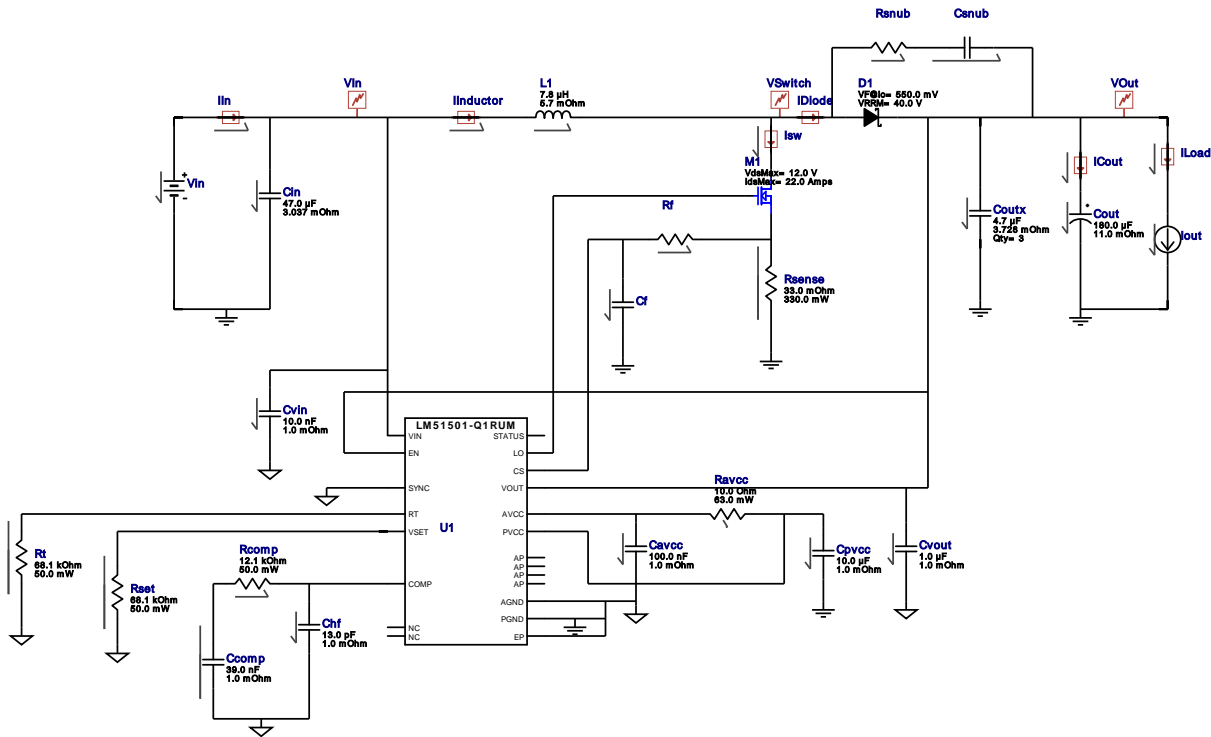 Rsnub
Csnub
Vin
L1
7.8 µH
5.7 mOhm
VSwitch
D1
VF@Io= 550.0 mV
VRRM= 40.0 V
VOut
Iin
IInductor
IDiode
Isw
M1
VdsMax= 12.0 V
IdsMax= 22.0 Amps
ICout
ILoad
+
Vin
-
Cin
47.0 µF
3.037 mOhm
Rf
Coutx
4.7 µF
3.728 mOhm
Qty= 3
Cout
180.0 µF
11.0 mOhm
Iout
Rsense
33.0 mOhm
330.0 mW
Cf
Cvin
10.0 nF
1.0 mOhm
LM51501-Q1RUM
VIN
STATUS
EN
LO
CS
SYNC
VOUT
RT
AVCC
VSET
PVCC
U1
AP
AP
AP
AP
COMP
AGND
PGND
NC
NC
EP
Ravcc
10.0 Ohm
63.0 mW
Cavcc
100.0 nF
1.0 mOhm
Cpvcc
10.0 µF
1.0 mOhm
Cvout
1.0 µF
1.0 mOhm
Rt
68.1 kOhm
50.0 mW
Rset
68.1 kOhm
50.0 mW
Rcomp
12.1 kOhm
50.0 mW
Chf
13.0 pF
1.0 mOhm
Ccomp
39.0 nF
1.0 mOhm